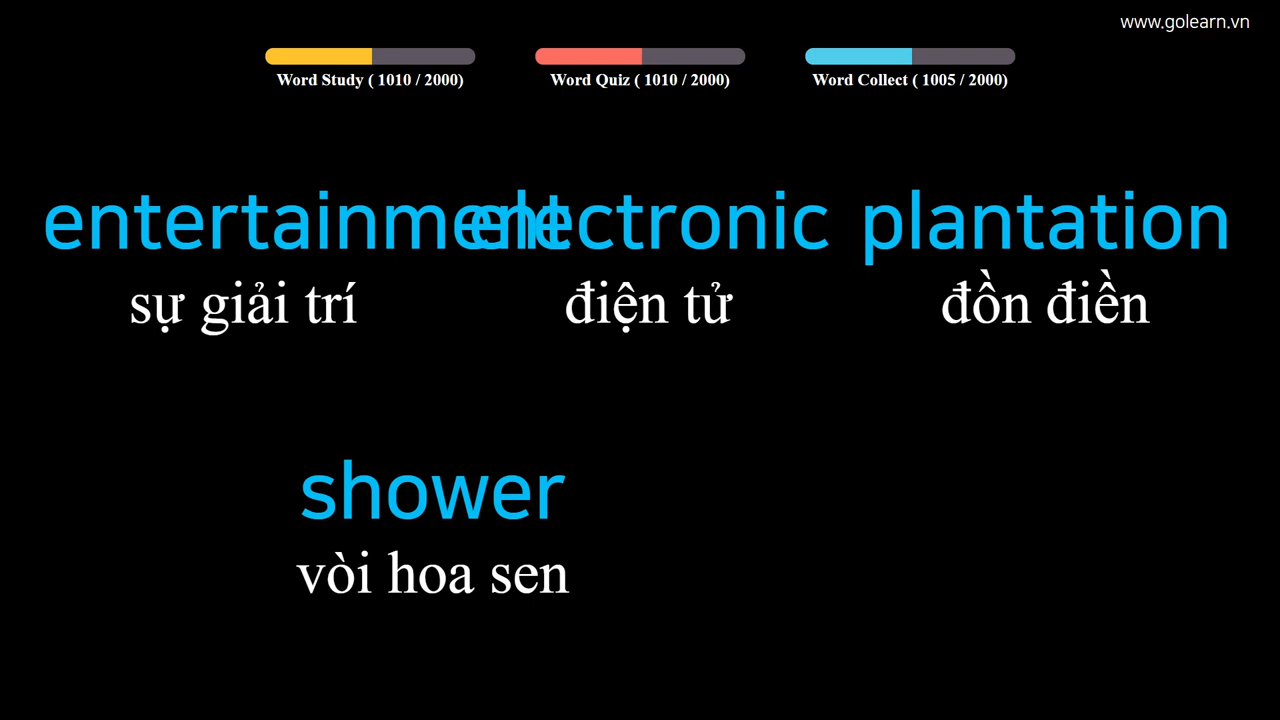 www.golearn.vn
Word Study ( 1010 / 2000) Word Quiz ( 1010 / 2000) Word Collect ( 1005 / 2000)
entertainment electronic plantation
sự giải trí điện tử đồn điền
shower
vòi hoa sen